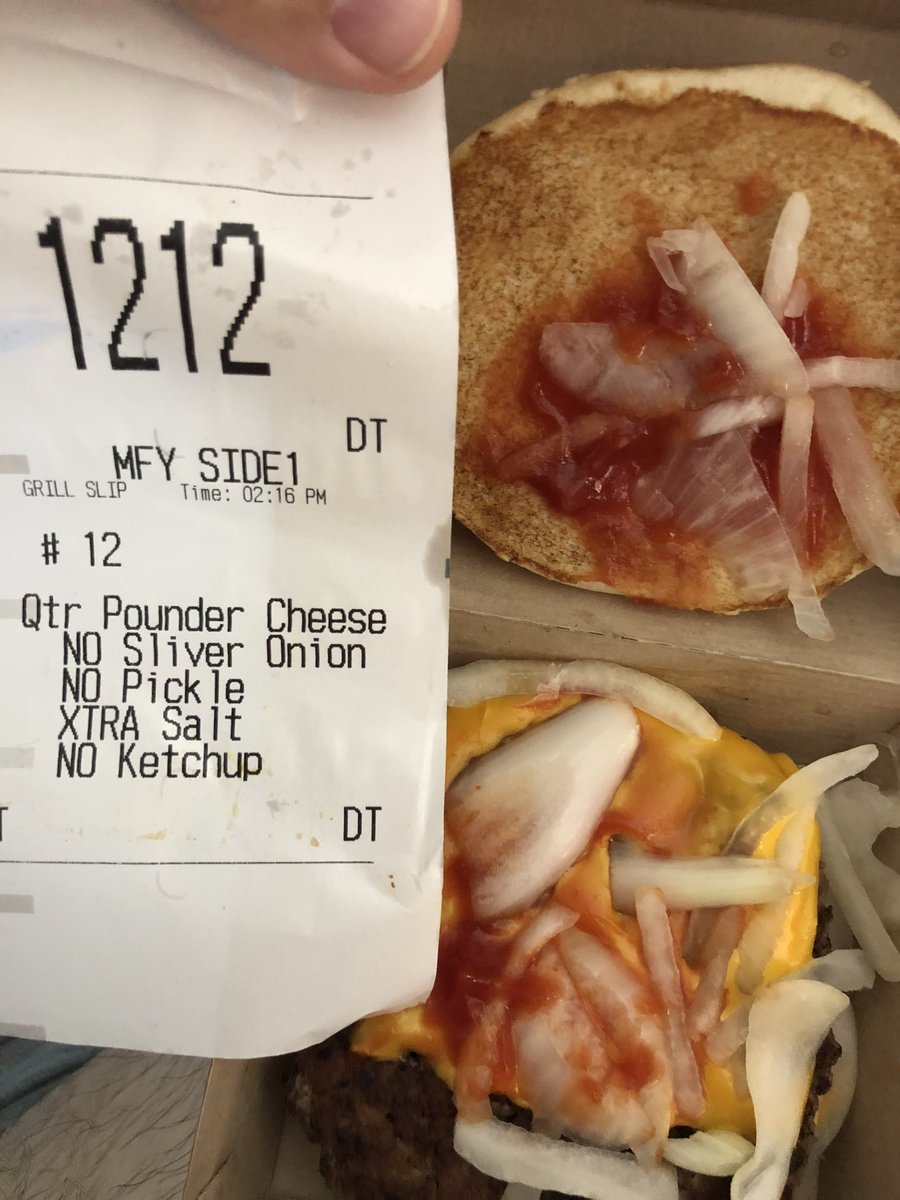 1212
DT
MFY SIDE1
GRILL SLIP Time: 02:16 PM
# 12
Qtr Pounder Cheese
NO Sliver Onion
NO Pickle
XTRA Salt
NO Ketchup
T DT